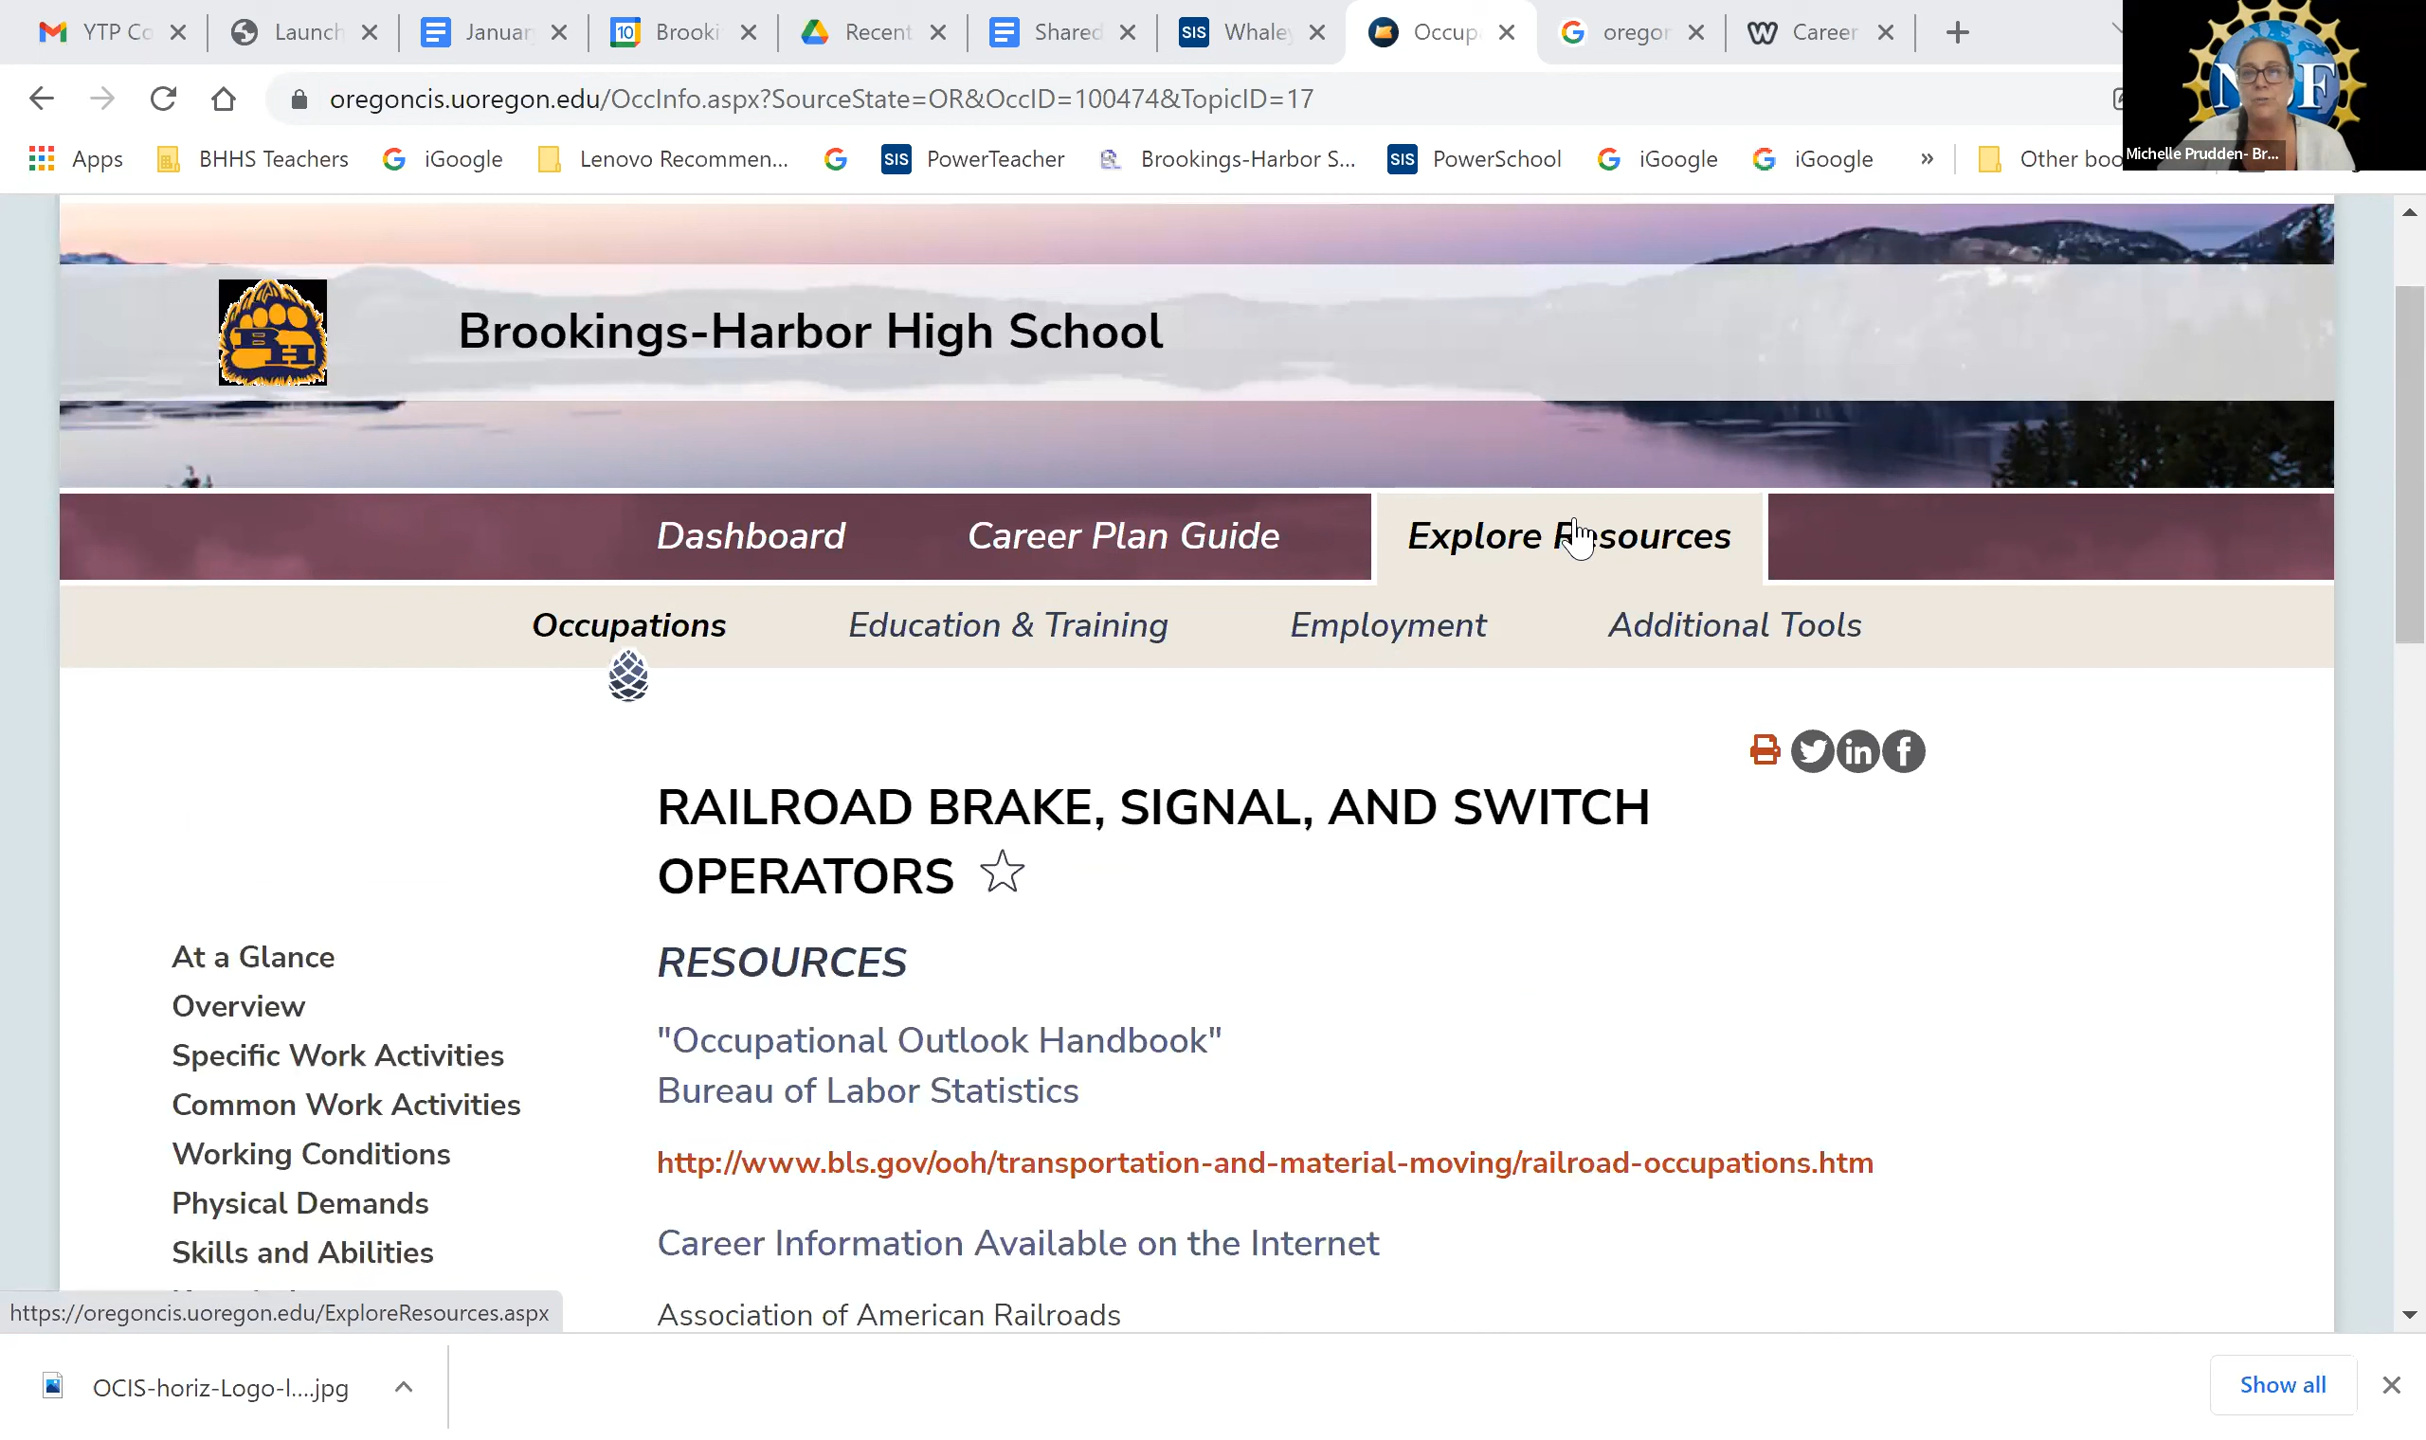 YTP Co
Launch
Januar
Brooki
Recent
Shared
SIS Whaley
Occup
oregon
Career
oregoncis.uoregon.edu/OccInfo.aspx?SourceState=OR&OccID=100474&TopicID=17
Apps
BHHS Teachers
iGoogle
Lenovo Recommen...
SIS PowerTeacher
Brookings-Harbor S...
SIS PowerSchool
iGoogle
iGoogle
»
Other boo
Michelle Prudden- Br...
BH
Brookings-Harbor High School
Dashboard
Career Plan Guide
Explore Resources
Occupations
Education & Training
Employment
Additional Tools
RAILROAD BRAKE, SIGNAL, AND SWITCH
OPERATORS
At a Glance
Overview
Specific Work Activities
Common Work Activities
Working Conditions
Physical Demands
Skills and Abilities
RESOURCES
"Occupational Outlook Handbook"
Bureau of Labor Statistics
http://www.bls.gov/ooh/transportation-and-material-moving/railroad-occupations.htm
Career Information Available on the Internet
Association of American Railroads
https://oregoncis.uoregon.edu/ExploreResources.aspx
OCIS-horiz-Logo-l....jpg
Show all